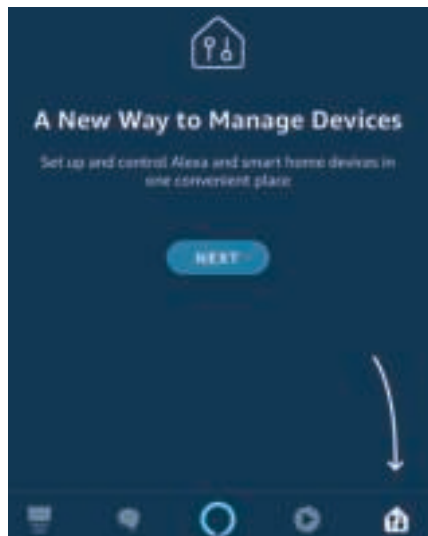 A New Way to Manage Devices
Set up and control Alexa and smart home devices in
one convenient place
NEXT